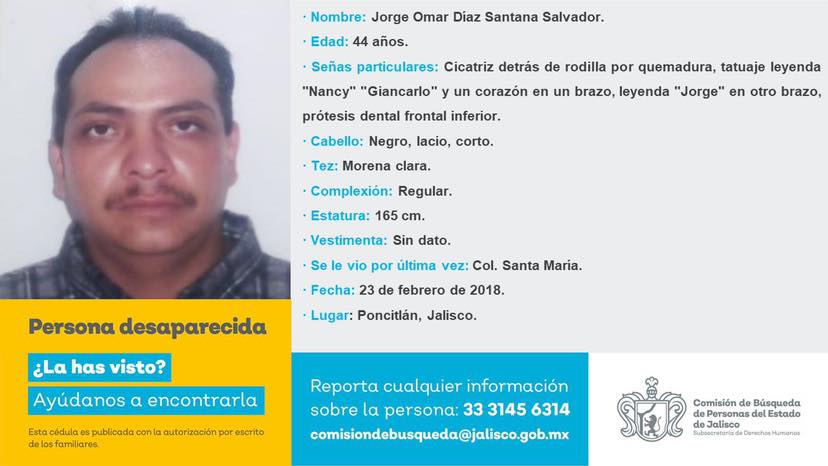 · Nombre: Jorge Omar Díaz Santana Salvador.
· Edad: 44 años.
· Señas particulares: Cicatriz detrás de rodilla por quemadura, tatuaje leyenda
"Nancy" "Giancarlo" y un corazón en un brazo, leyenda "Jorge" en otro brazo,
prótesis dental frontal inferior.
· Cabello: Negro, lacio, corto.
· Tez: Morena clara.
· Complexión: Regular.
· Estatura: 165 cm.
· Vestimenta: Sin dato.
· Se le vio por última vez: Col. Santa María.
· Fecha: 23 de febrero de 2018.
· Lugar: Poncitlán, Jalisco.
Persona desaparecida
¿La has visto?
Ayúdanos a encontrarla
Esta cédula es publicada con la autorización por escrito
de los familiares.
Reporta cualquier información
sobre la persona: 33 3145 6314
comisiondebusqueda@jalisco.gob.mx
Comisión de Búsqueda
de Personas del Estado
de Jalisco
Subsecretaría de Derechos Humanos